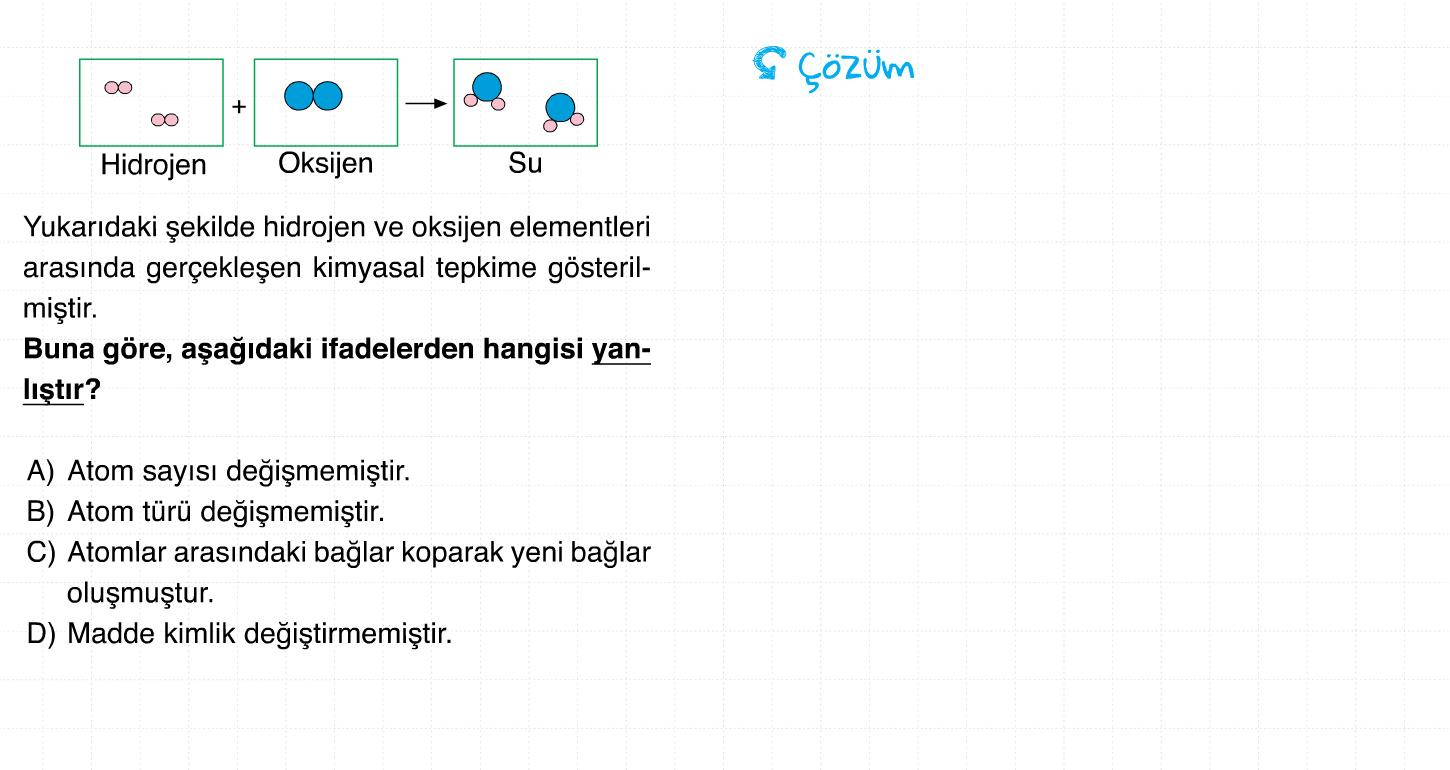 Çözüm
+
Hidrojen Oksijen Su
Yukarıdaki şekilde hidrojen ve oksijen elementleri
arasında gerçekleşen kimyasal tepkime gösteril-
miştir.
Buna göre, aşağıdaki ifadelerden hangisi yan-
lıştır?
A) Atom sayısı değişmemiştir.
B) Atom türü değişmemiştir.
C) Atomlar arasındaki bağlar koparak yeni bağlar
oluşmuştur.
D) Madde kimlik değiştirmemiştir.